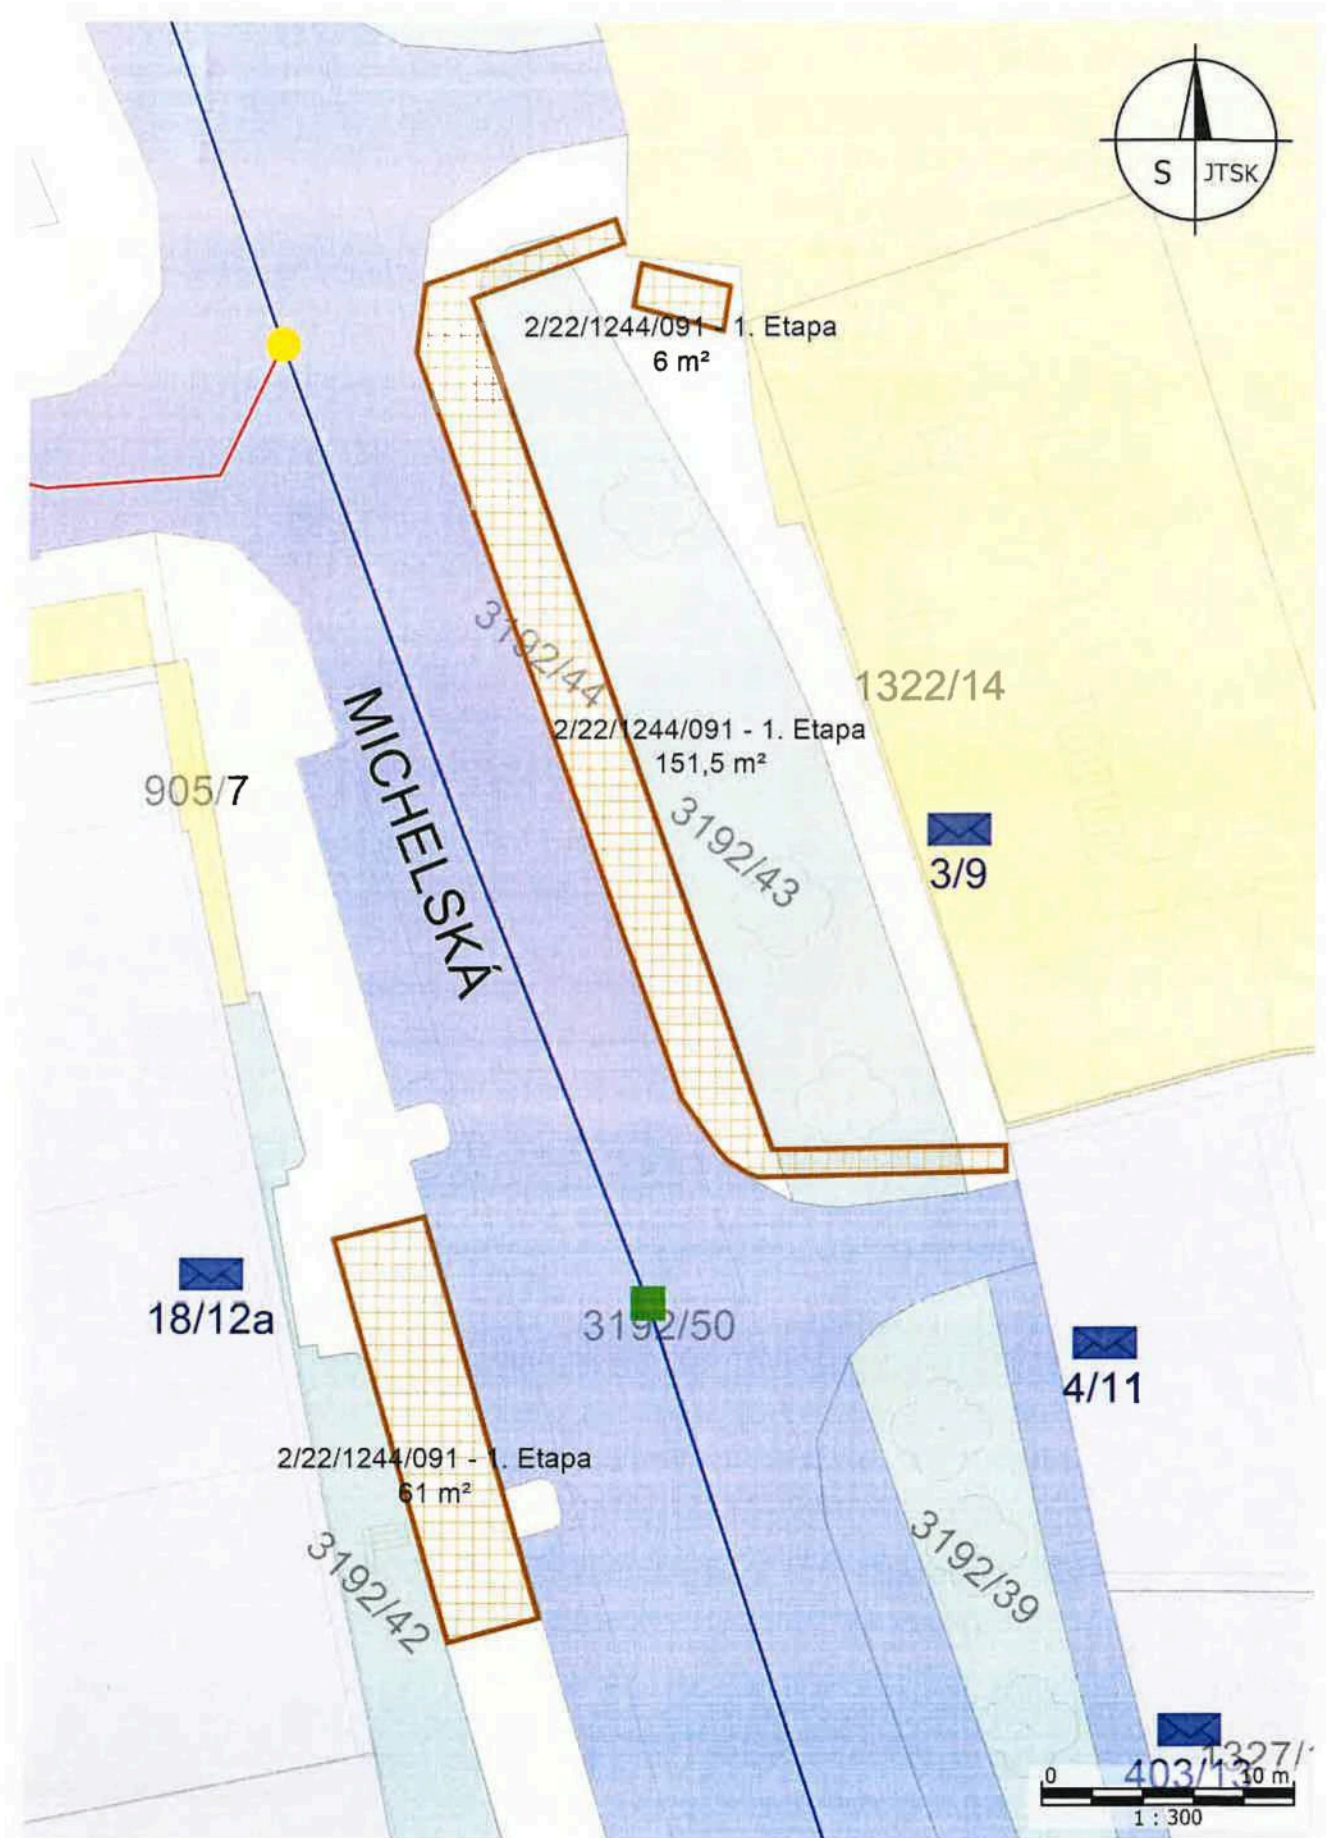 S JTSK
2/22/1244/091 - 1. Etapa
6 m²
3192/44
1322/14
2/22/1244/091 - 1. Etapa
151,5 m²
MICHELSKÁ
905/7
3192/43
3/9
18/12a
3192/50
4/11
2/22/1244/091 - 1. Etapa
61 m²
3192/42
3192/39
403/13
0 10 m
1 : 300